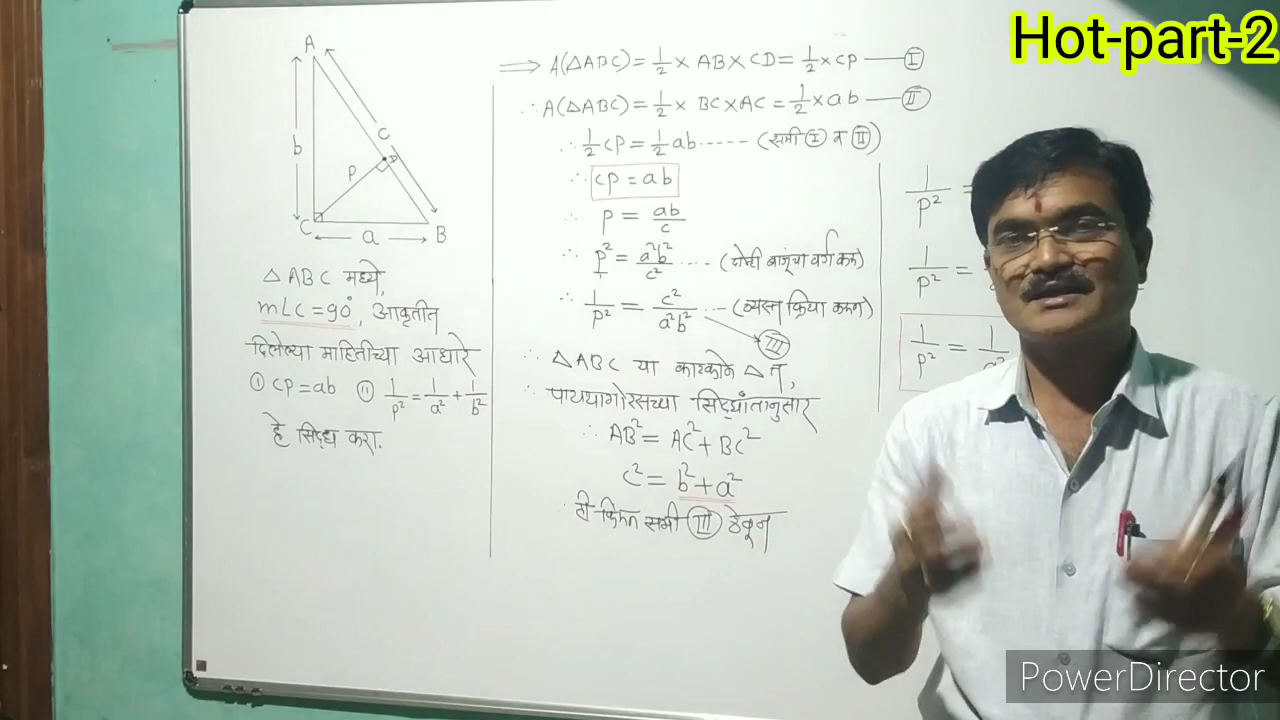 Hot-part-2
A
b
C
P
D
C
a
B
△ABC मध्ये,
m∠C=90°, आकृतीत
दिलेल्या माहितीच्या आधारे
Ⓘ CP=ab Ⓘ Ⓘ 1/P² = 1/a² + 1/b²
हे सिद्ध करा.
⇒ A(△ABC) = 1/2 × AB × CD = 1/2 × CP — Ⓘ
∴ A(△ABC) = 1/2 × BC × AC = 1/2 × ab — (II)
∴ 1/2 CP = 1/2 ab ..... (समी (I) व (II))
∴ CP = ab
∴ P = ab/c
∴ P² = a²b²/c² .... (दोन्ही बाजूंचा वर्ग करून)
∴ 1/P² = c²/a²b² ... (व्यस्त क्रिया करून)
(III)
∴ △ABC या काटकोन △ त,
∴ पायथागोरसच्या सिद्धांतानुसार
∴ AB² = AC² + BC²
c² = b² + a²
∴ ही किंमत समी (III) ठेवून
1/P² =
1/P² =
1/P² = 1/a²
PowerDirector